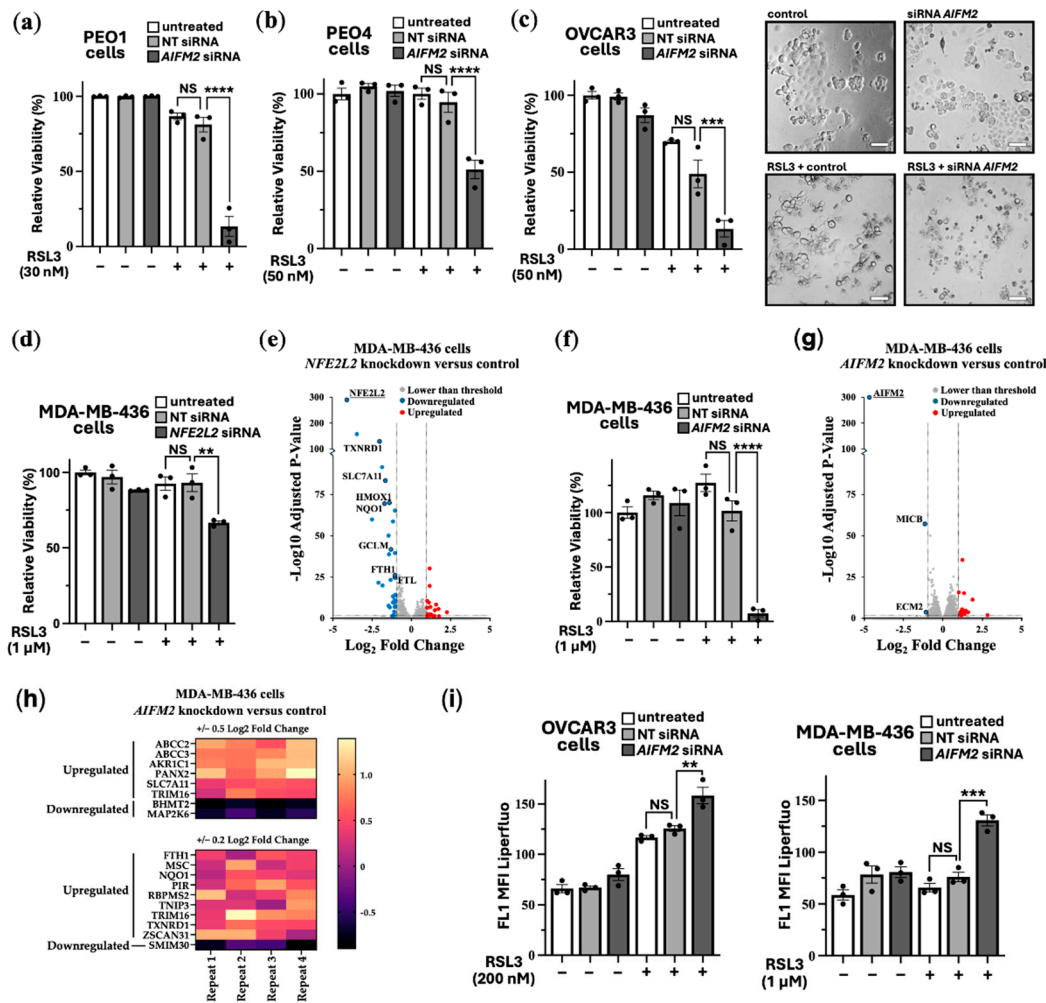 (a)
PEO1
cells
untreated
NT siRNA
AIFM2 siRNA
NS
****
Relative Viability (%)
100
50
0
RSL3
(30 nM)
– – – + + +
(b)
PEO4
cells
untreated
NT siRNA
AIFM2 siRNA
NS
****
Relative Viability (%)
100
50
0
RSL3
(50 nM)
– – – + + +
(c)
OVCAR3
cells
untreated
NT siRNA
AIFM2 siRNA
NS
***
Relative Viability (%)
100
50
0
RSL3
(50 nM)
– – – + + +
control
siRNA AIFM2
RSL3 + control
RSL3 + siRNA AIFM2
(d)
MDA-MB-436
cells
untreated
NT siRNA
NFE2L2 siRNA
NS
**
Relative Viability (%)
100
50
0
RSL3
(1 µM)
– – – + + +
(e)
MDA-MB-436 cells
NFE2L2 knockdown versus control
Lower than threshold
Downregulated
Upregulated
-Log10 Adjusted P-Value
300
200
100
75
50
25
0
NFE2L2
TXNRD1
SLC7A11
HMOX1
NQO1
GCLM
FTH1
FTL
-5 -2.5 0 2.5 5
Log2 Fold Change
(f)
MDA-MB-436
cells
untreated
NT siRNA
AIFM2 siRNA
NS
****
Relative Viability (%)
150
100
50
0
RSL3
(1 µM)
– – – + + +
(g)
MDA-MB-436 cells
AIFM2 knockdown versus control
Lower than threshold
Downregulated
Upregulated
-Log10 Adjusted P-Value
300
200
100
75
50
25
0
AIFM2
MICB
ECM2
-5 -2.5 0 2.5 5
Log2 Fold Change
(h)
MDA-MB-436 cells
AIFM2 knockdown versus control
+/− 0.5 Log2 Fold Change
Upregulated
ABCC2
ABCC3
AKR1C1
PANX2
SLC7A11
TRIM16
Downregulated
BHMT2
MAP2K6
+/− 0.2 Log2 Fold Change
Upregulated
FTH1
MSC
NQO1
PIR
RBPMS2
TNIP3
TRIM16
TXNRD1
ZSCAN31
Downregulated
SMIM30
Repeat 1
Repeat 2
Repeat 3
Repeat 4
1.0
0.5
0
-0.5
(i)
OVCAR3
cells
untreated
NT siRNA
AIFM2 siRNA
NS
**
FL1 MFI Liperfluo
150
100
50
0
RSL3
(200 nM)
– – – + + +
MDA-MB-436
cells
untreated
NT siRNA
AIFM2 siRNA
NS
***
FL1 MFI Liperfluo
150
100
50
0
RSL3
(1 µM)
– – – + + +